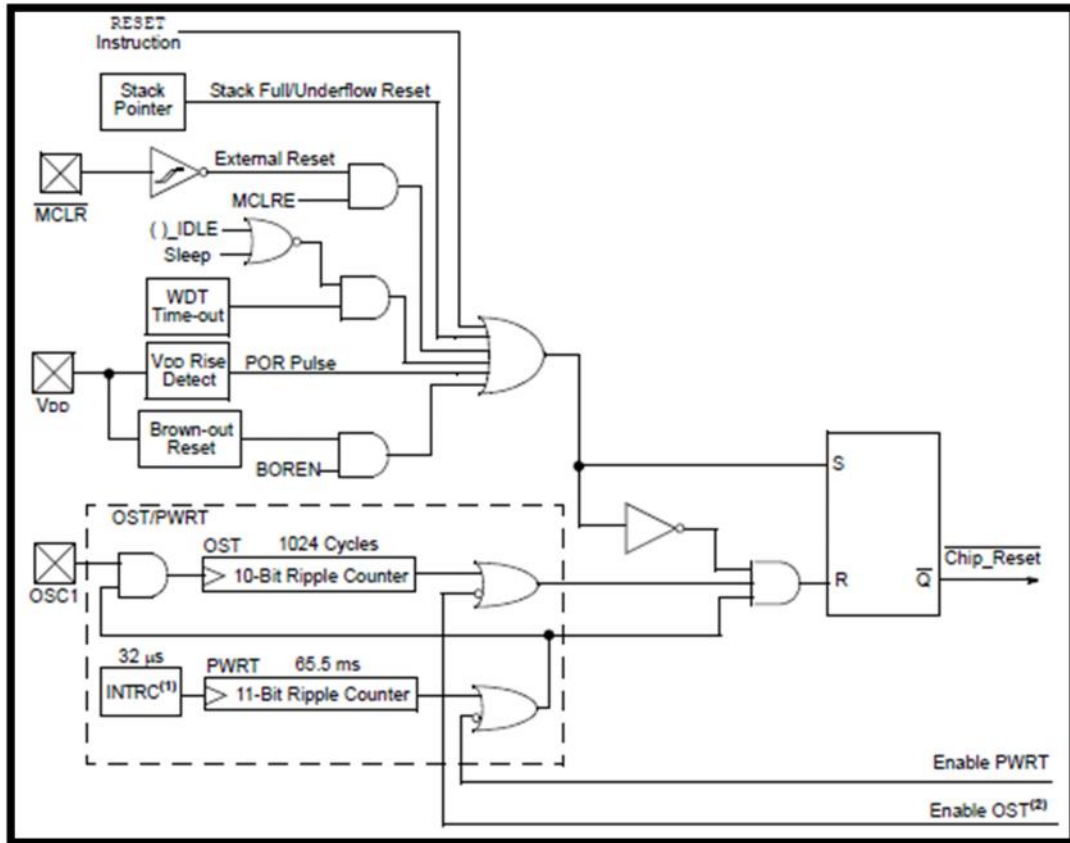 RESET
Instruction
Stack
Pointer
Stack Full/Underflow Reset
External Reset
MCLR
MCLRE
( )_IDLE
Sleep
WDT
Time-out
VDD Rise
Detect
POR Pulse
VDD
Brown-out
Reset
BOREN
S
OST/PWRT
OST 1024 Cycles
10-Bit Ripple Counter
OSC1
R
Q
Chip_Reset
32 μs
INTRC(1)
PWRT 65.5 ms
11-Bit Ripple Counter
Enable PWRT
Enable OST(2)